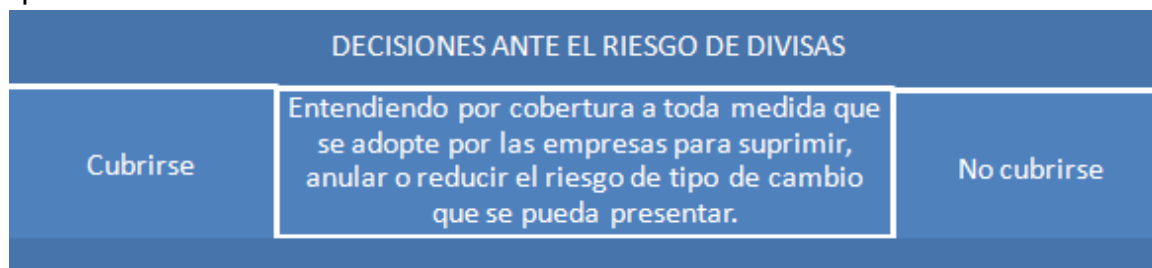 DECISIONES ANTE EL RIESGO DE DIVISAS
Cubrirse
Entendiendo por cobertura a toda medida que
se adopte por las empresas para suprimir,
anular o reducir el riesgo de tipo de cambio
que se pueda presentar.
No cubrirse